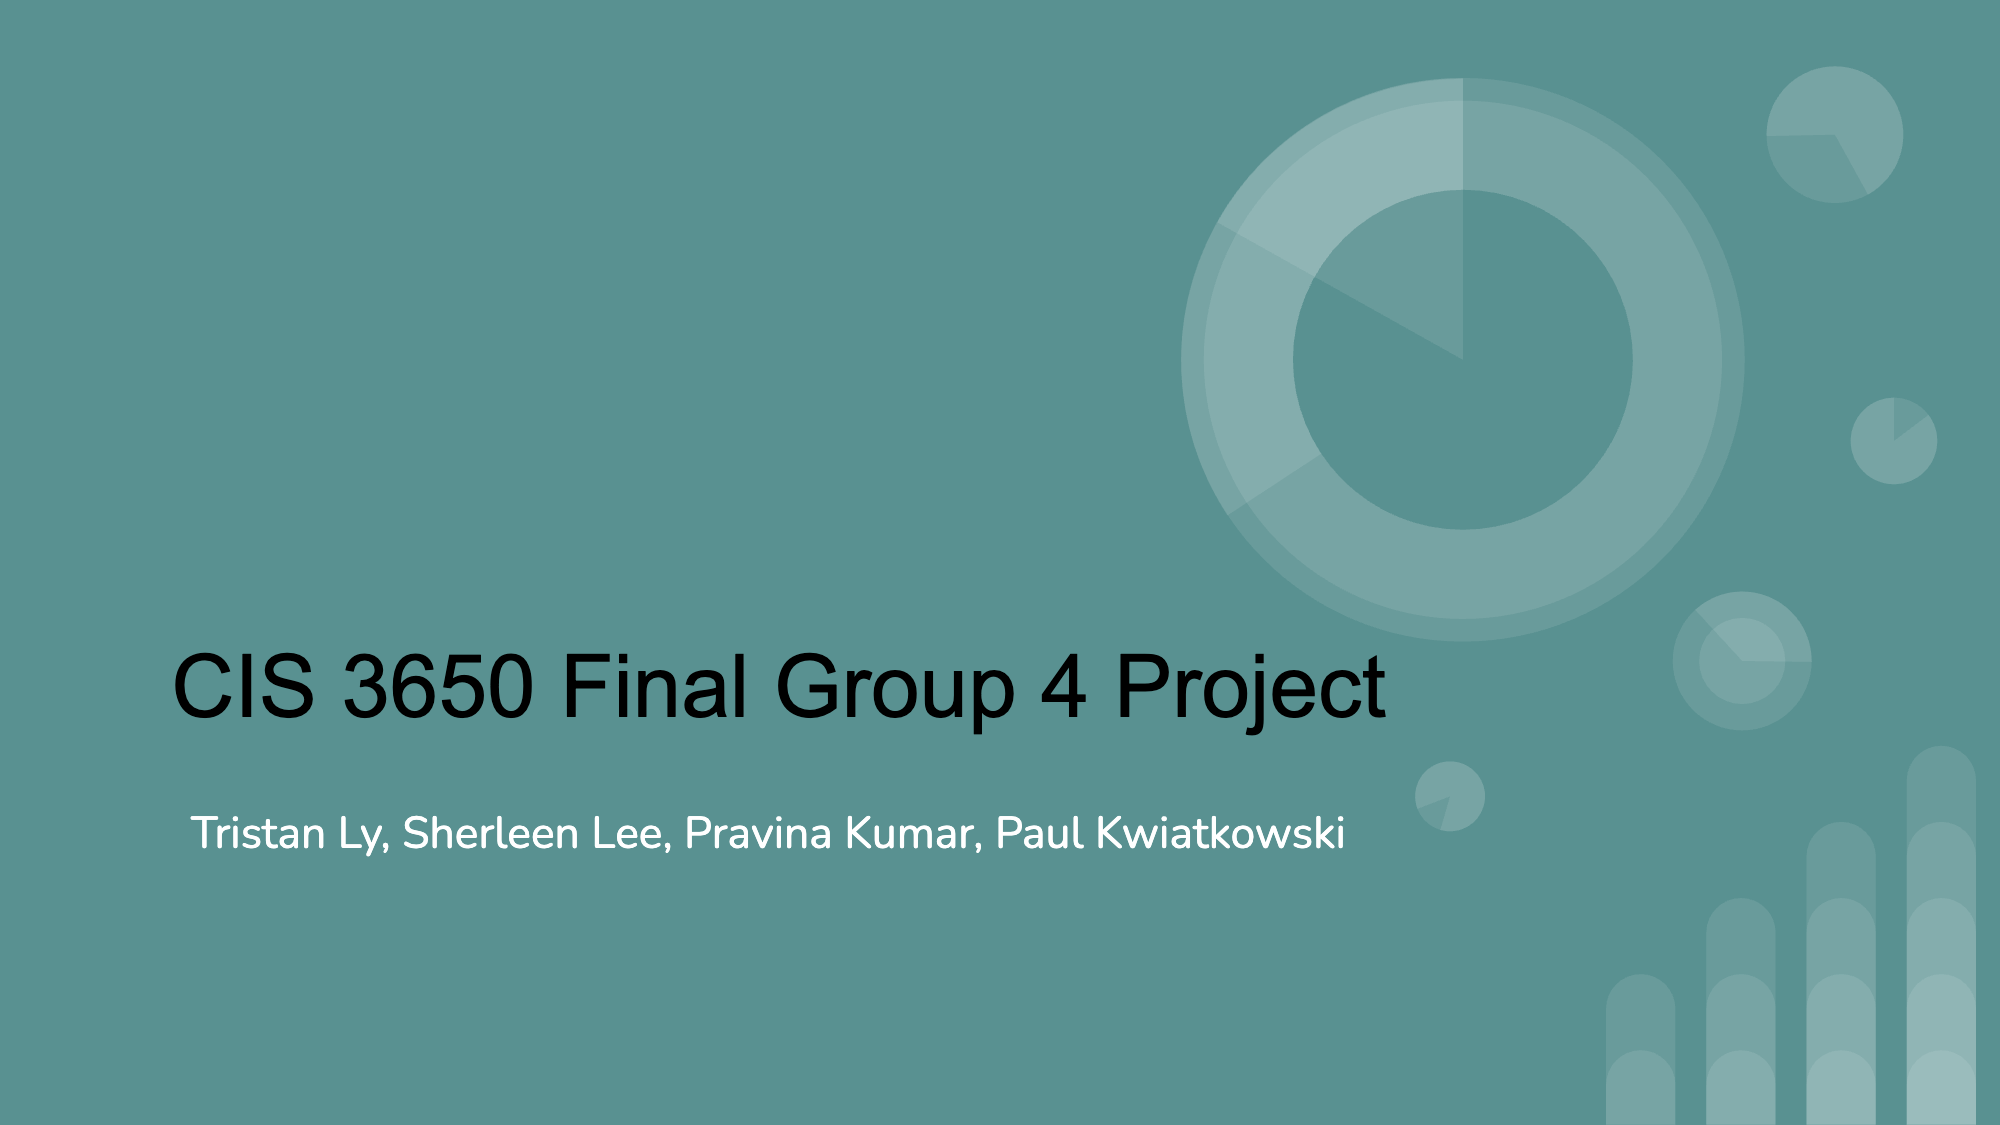 CIS 3650 Final Group 4 Project
Tristan Ly, Sherleen Lee, Pravina Kumar, Paul Kwiatkowski